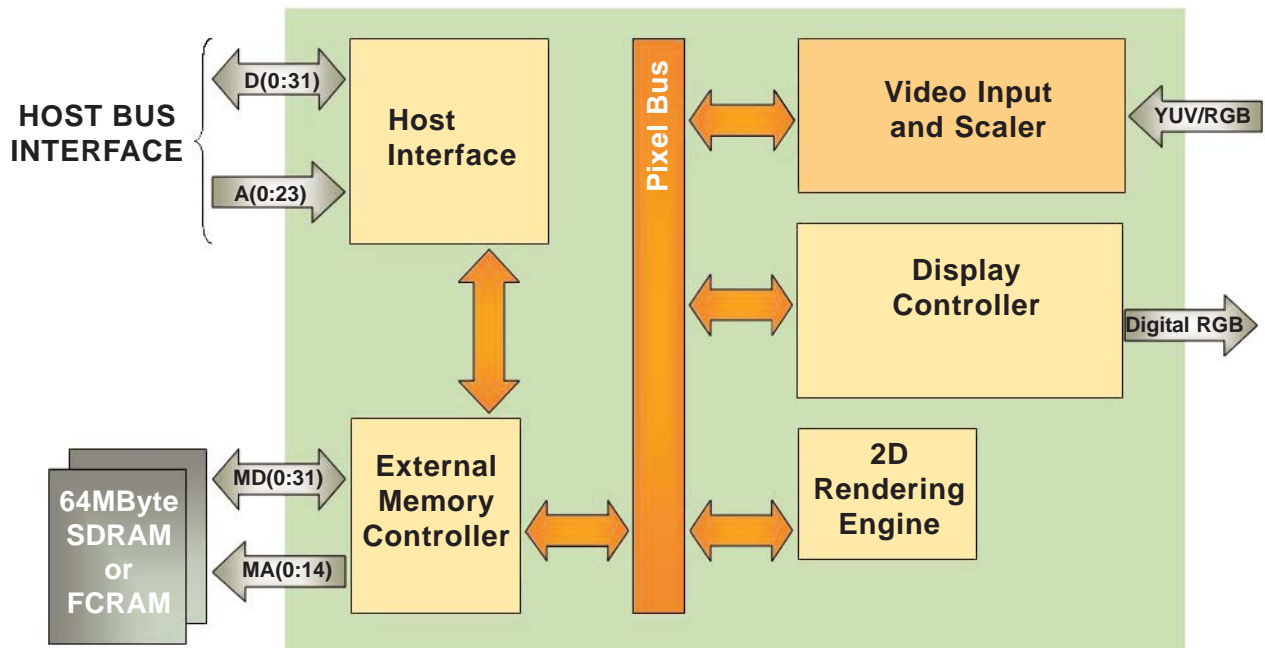 HOST BUS
INTERFACE
D(0:31)
A(0:23)
Host
Interface
Pixel Bus
Video Input
and Scaler
YUV/RGB
Display
Controller
Digital RGB
64MByte
SDRAM
or
FCRAM
MD(0:31)
MA(0:14)
External
Memory
Controller
2D
Rendering
Engine